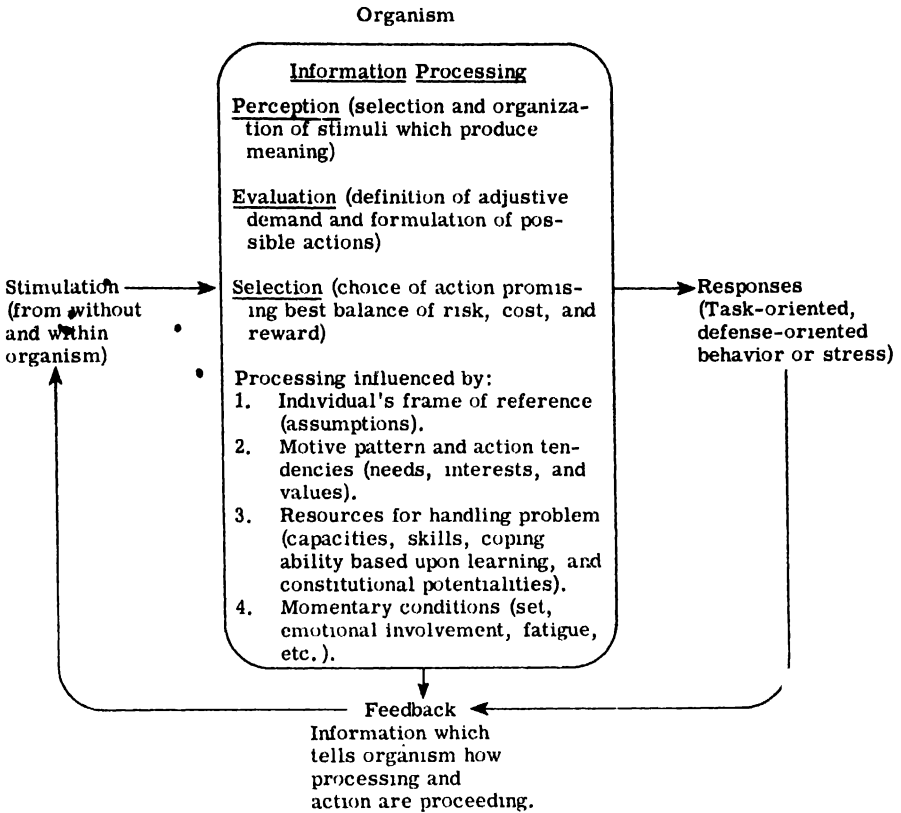 Organism
Information Processing
Perception (selection and organiza-
tion of stimuli which produce
meaning)
Evaluation (definition of adjustive
demand and formulation of pos-
sible actions)
Selection (choice of action promis-
ing best balance of risk, cost, and
reward)
Processing influenced by:
1. Individual's frame of reference
(assumptions).
2. Motive pattern and action ten-
dencies (needs, interests, and
values).
3. Resources for handling problem
(capacities, skills, coping
ability based upon learning, and
constitutional potentialities).
4. Momentary conditions (set,
emotional involvement, fatigue,
etc.).
Stimulation
(from without
and within
organism)
Responses
(Task-oriented,
defense-oriented
behavior or stress)
Feedback
Information which
tells organism how
processing and
action are proceeding.